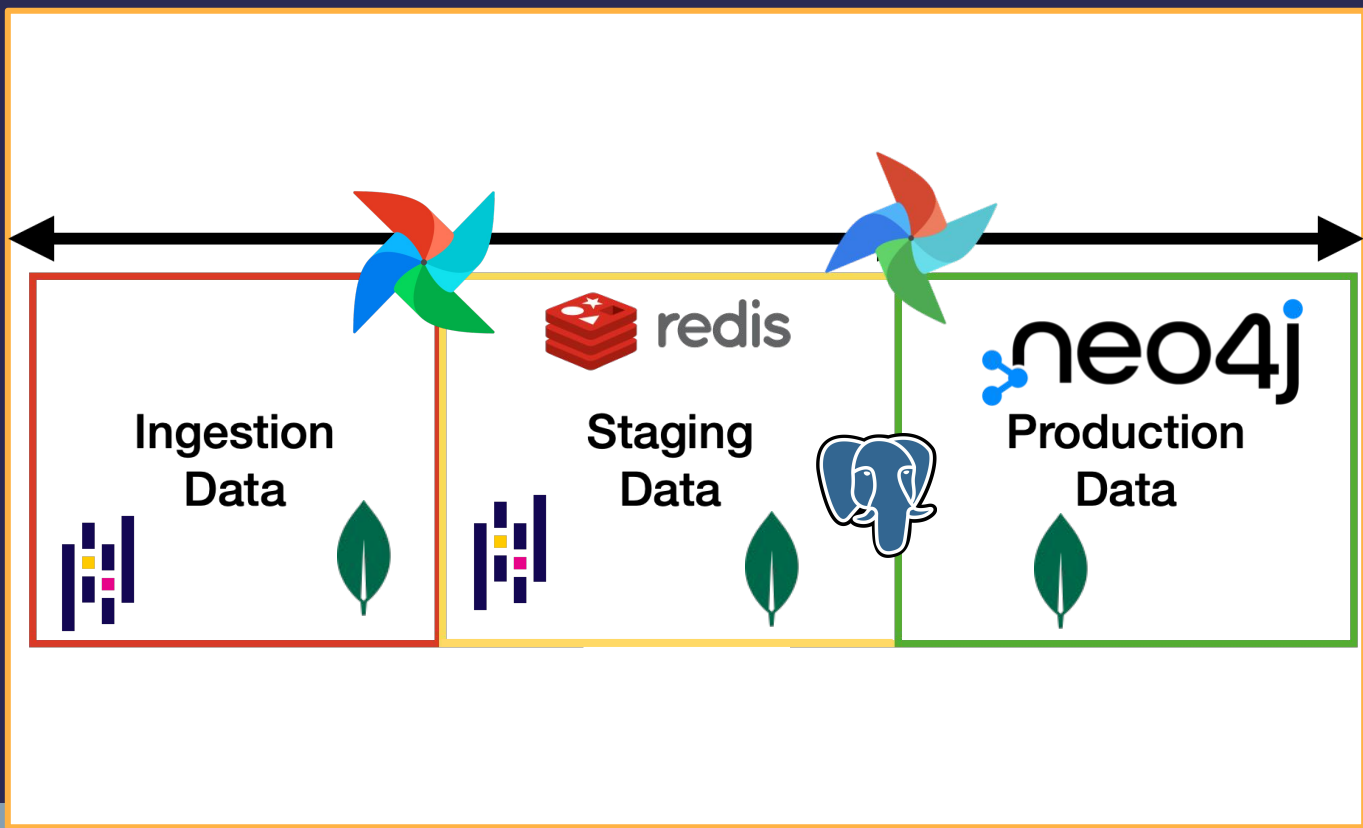 redis
neo4j
Ingestion
Data
Staging
Data
Production
Data